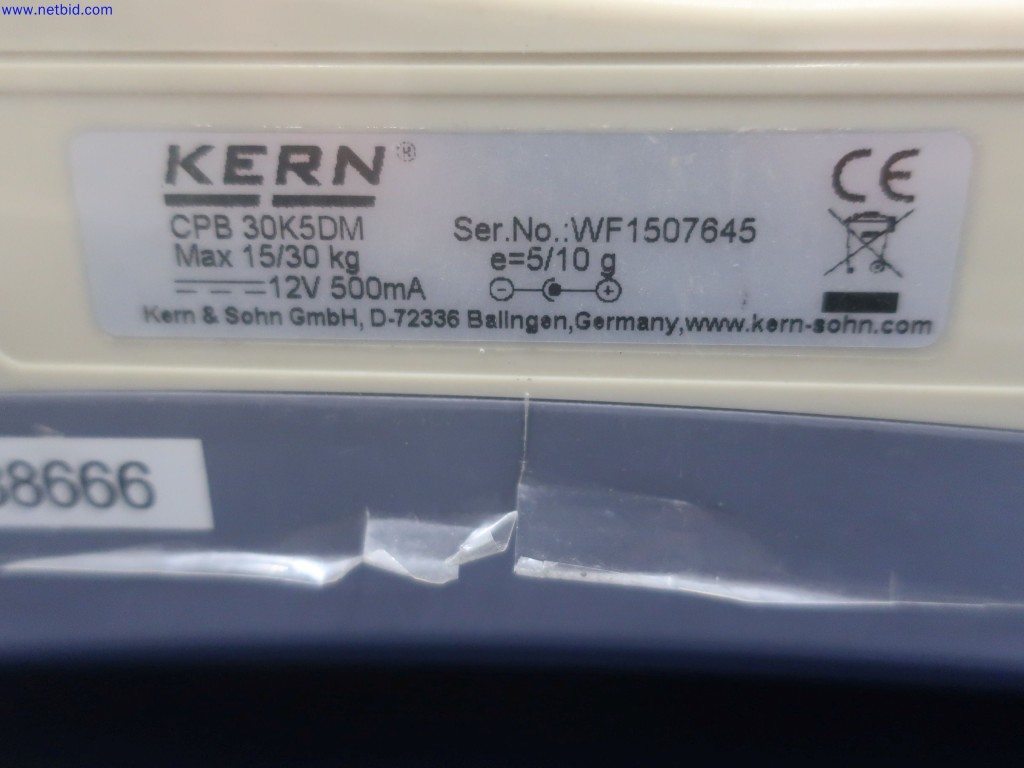 www.netbid.com
KERN®
CPB 30K5DM Ser.No.:WF1507645
Max 15/30 kg e=5/10 g
12V 500mA
Kern & Sohn GmbH, D-72336 Balingen,Germany,www.kern-sohn.com
CE
8666